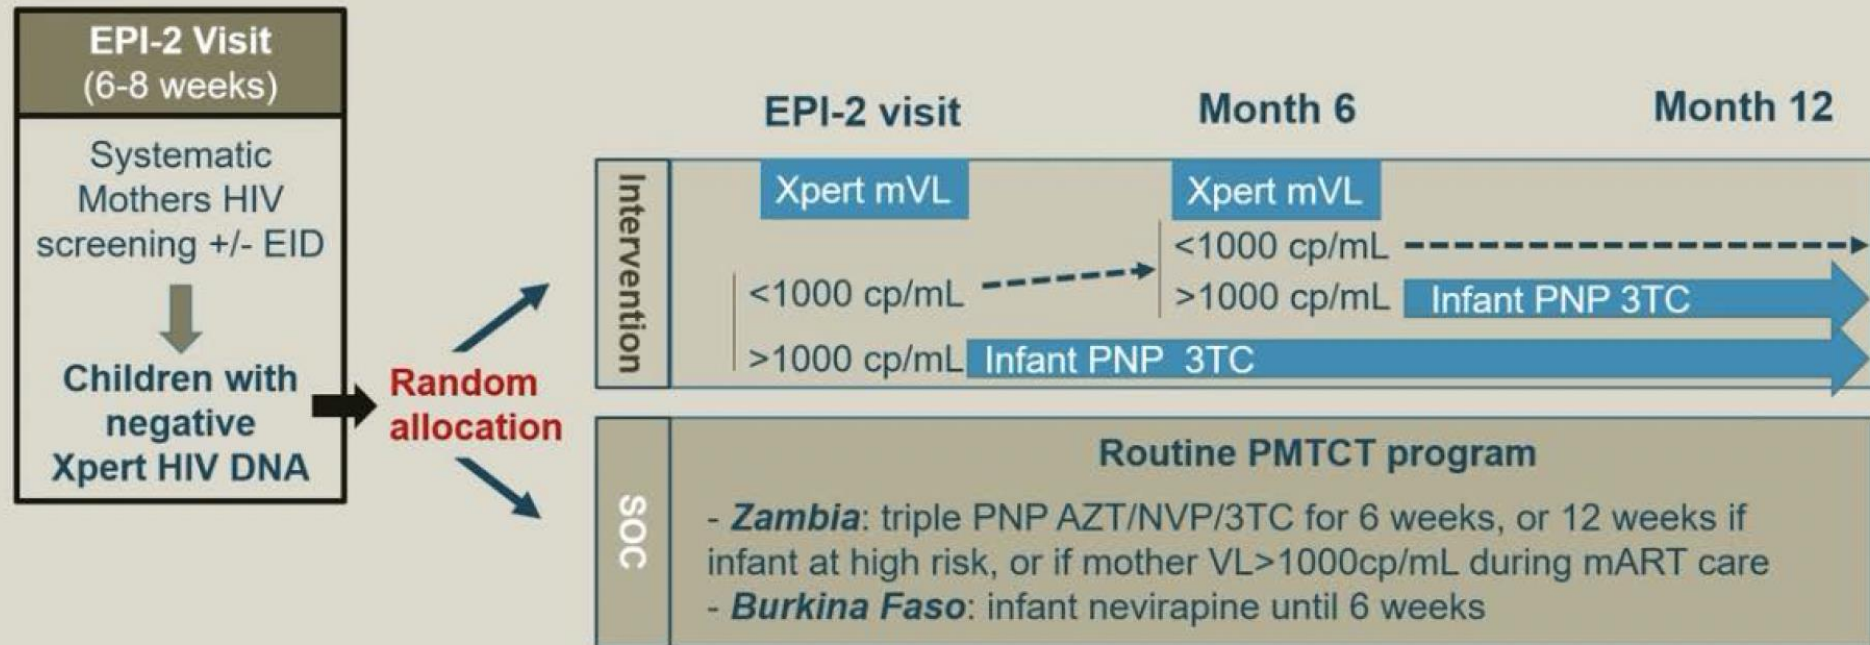 EPI-2 Visit
(6-8 weeks)
Systematic
Mothers HIV
screening +/- EID
Children with
negative
Xpert HIV DNA
Random
allocation
EPI-2 visit
Month 6
Month 12
Intervention
Xpert mVL
Xpert mVL
<1000 cp/mL
>1000 cp/mL Infant PNP 3TC
<1000 cp/mL
>1000 cp/mL Infant PNP 3TC
SOC
Routine PMTCT program
- Zambia: triple PNP AZT/NVP/3TC for 6 weeks, or 12 weeks if
infant at high risk, or if mother VL>1000cp/mL during mART care
- Burkina Faso: infant nevirapine until 6 weeks